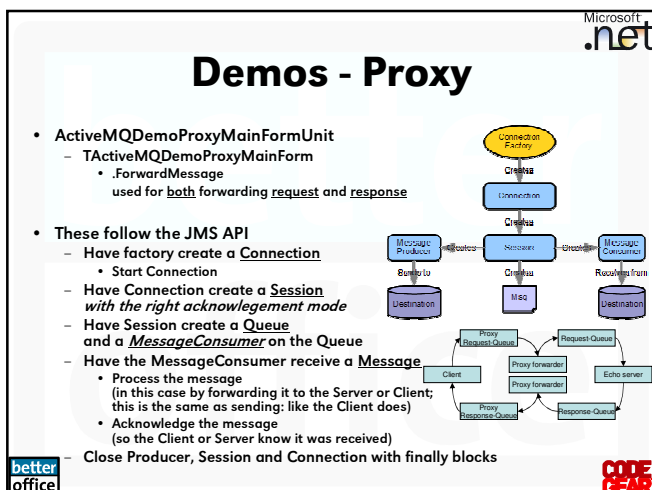 Microsoft
.net
Demos - Proxy
• ActiveMQDemoProxyMainFormUnit
– TActiveMQDemoProxyMainForm
• .ForwardMessage
used for both forwarding request and response
• These follow the JMS API
– Have factory create a Connection
• Start Connection
– Have Connection create a Session
with the right acknowlegement mode
– Have Session create a Queue
and a MessageConsumer on the Queue
– Have the MessageConsumer receive a Message
• Process the message
(in this case by forwarding it to the Server or Client;
this is the same as sending: like the Client does)
• Acknowledge the message
(so the Client or Server know it was received)
– Close Producer, Session and Connection with finally blocks
Connection
Factory
Creates
Connection
Creates
Message
Producer
Creates
Session
Creates
Message
Consumer
Sends to
Creates
Receives from
Destination
Msg
Destination
Proxy
Request-Queue
Request-Queue
Proxy forwarder
Client
Echo server
Proxy forwarder
Proxy
Response-Queue
Response-Queue
better
office
CODE
GEAR